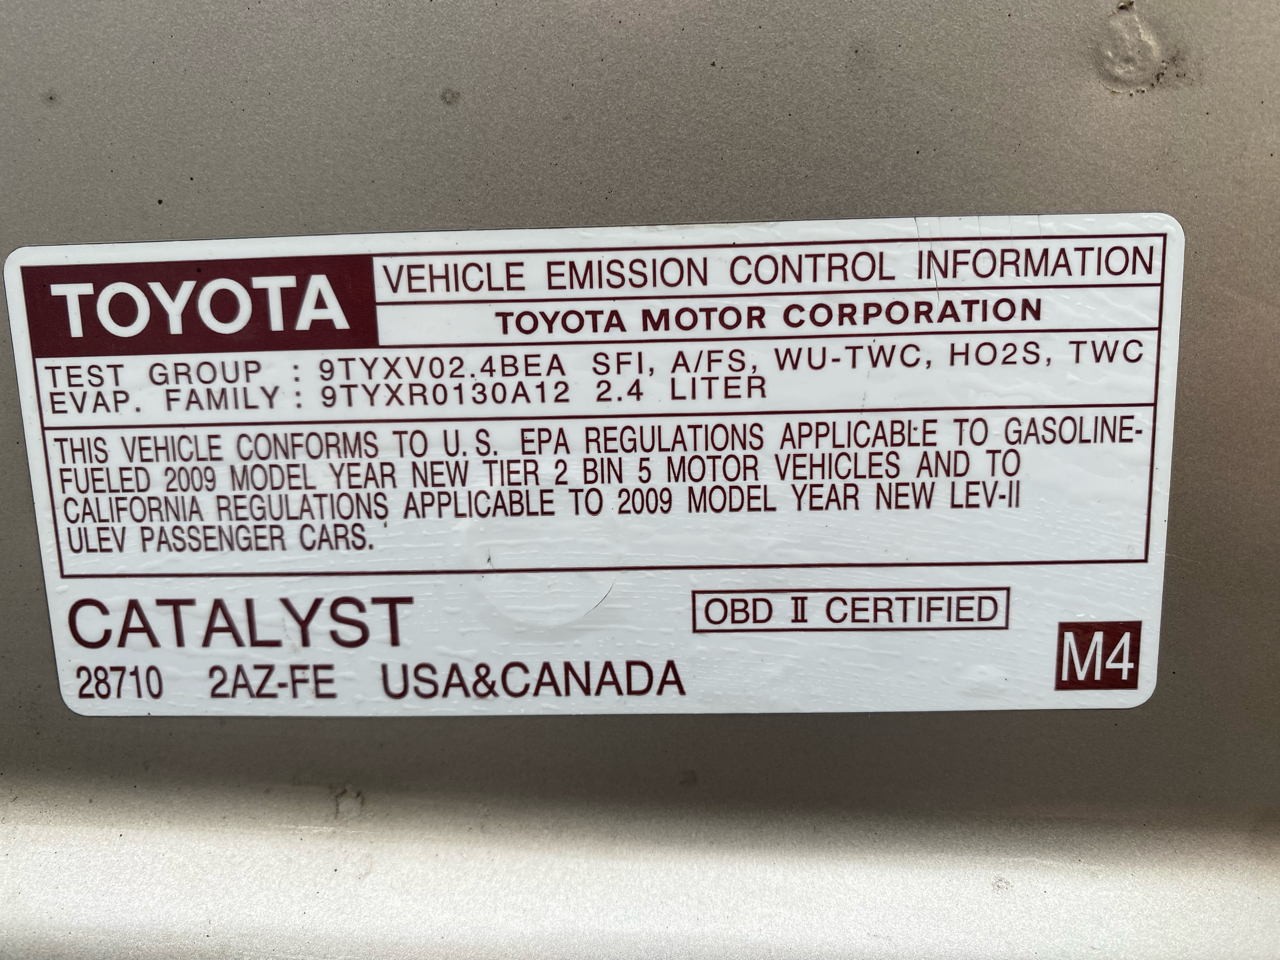 TOYOTA
VEHICLE EMISSION CONTROL INFORMATION
TOYOTA MOTOR CORPORATION
TEST GROUP : 9TYXV02.4BEA SFI, A/FS, WU-TWC, HO2S, TWC
EVAP. FAMILY : 9TYXR0130A12 2.4 LITER
THIS VEHICLE CONFORMS TO U.S. EPA REGULATIONS APPLICABLE TO GASOLINE-
FUELED 2009 MODEL YEAR NEW TIER 2 BIN 5 MOTOR VEHICLES AND TO
CALIFORNIA REGULATIONS APPLICABLE TO 2009 MODEL YEAR NEW LEV-II
ULEV PASSENGER CARS.
CATALYST
OBD II CERTIFIED
28710 2AZ-FE USA&CANADA
M4